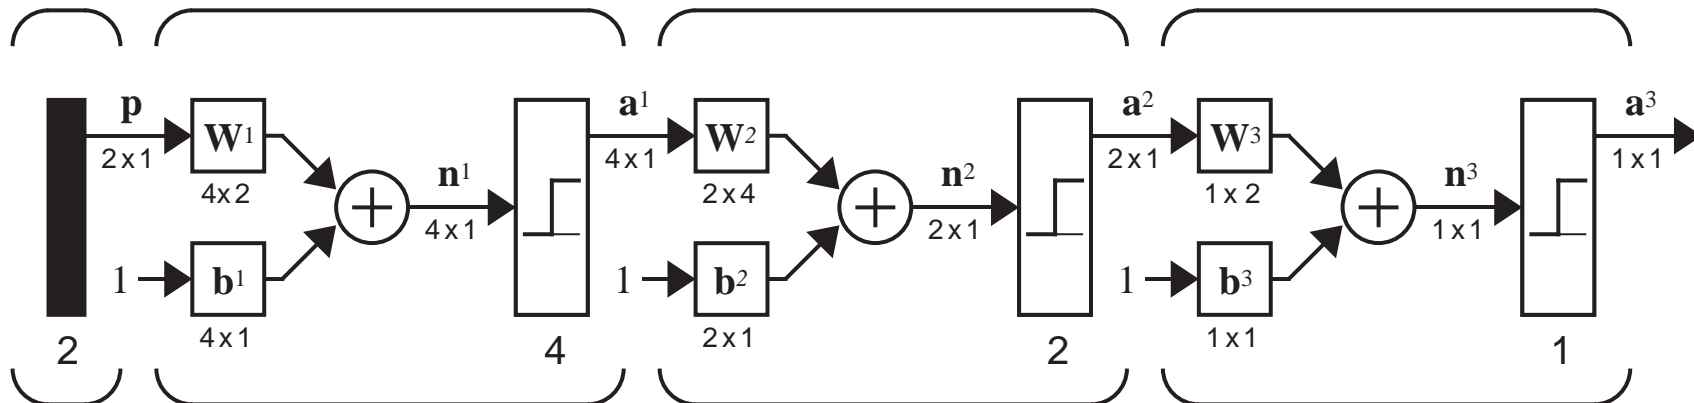 p a¹ a² a³
W¹ W² W³
2 x 1 4 x 1 2 x 1 1 x 1
4 x 2 n¹ 2 x 4 n² 1 x 2 n³
4 x 1 2 x 1 1 x 1
1 b¹ 1 b² 1 b³
4 x 1 2 x 1 1 x 1
2 4 2 1